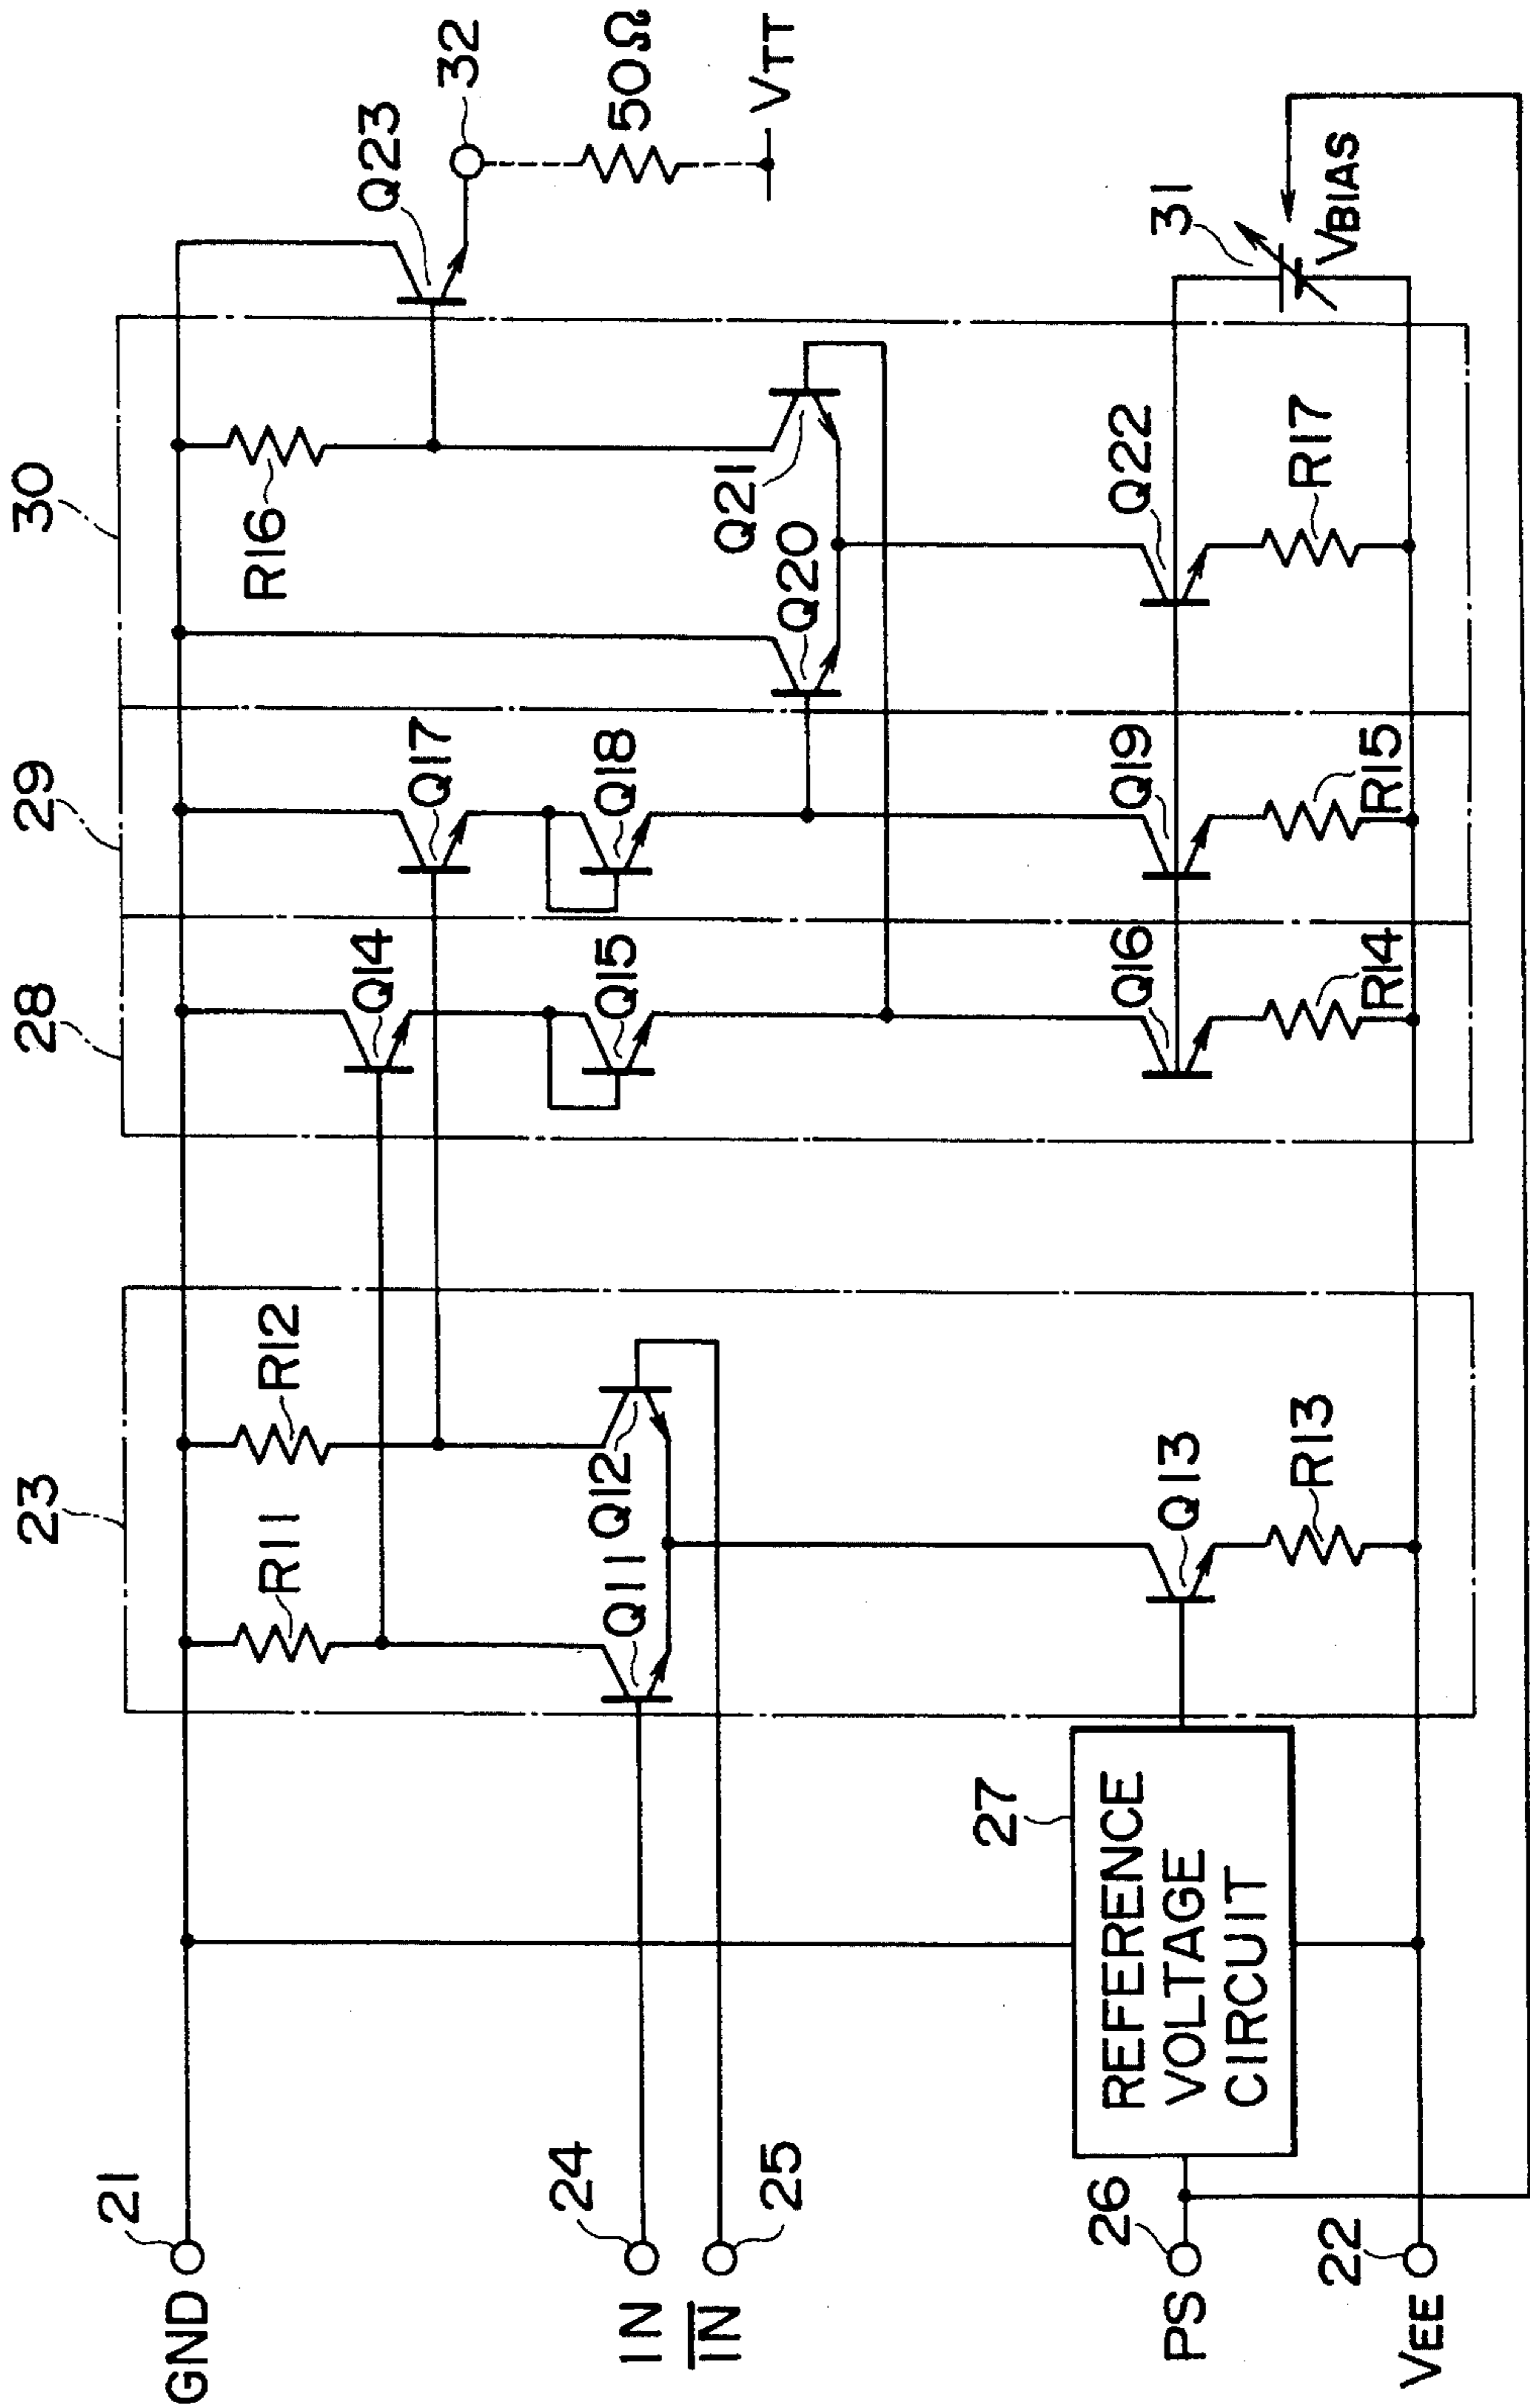 23
28
29
30
21
GND
R11
R12
R16
Q14
Q17
Q23
32
50Ω
VTT
24
IN
25
IN
Q11
Q12
Q15
Q18
Q20
Q21
27
REFERENCE
VOLTAGE
CIRCUIT
26
PS
Q13
Q16
Q19
Q22
31
VBIAS
R13
R14
R15
R17
22
VEE